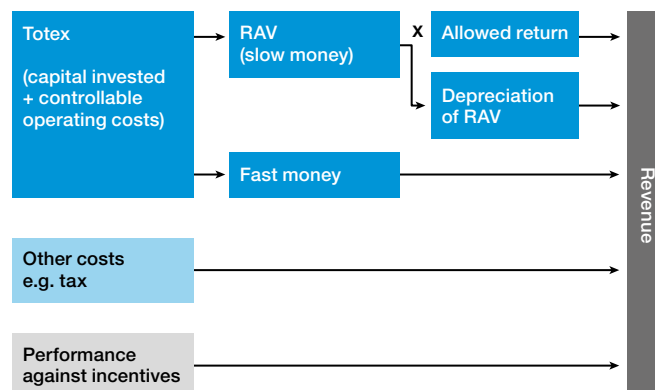 Totex
(capital invested
+ controllable
operating costs)
RAV
(slow money)
x
Allowed return
Depreciation
of RAV
Fast money
Other costs
e.g. tax
Performance
against incentives
Revenue